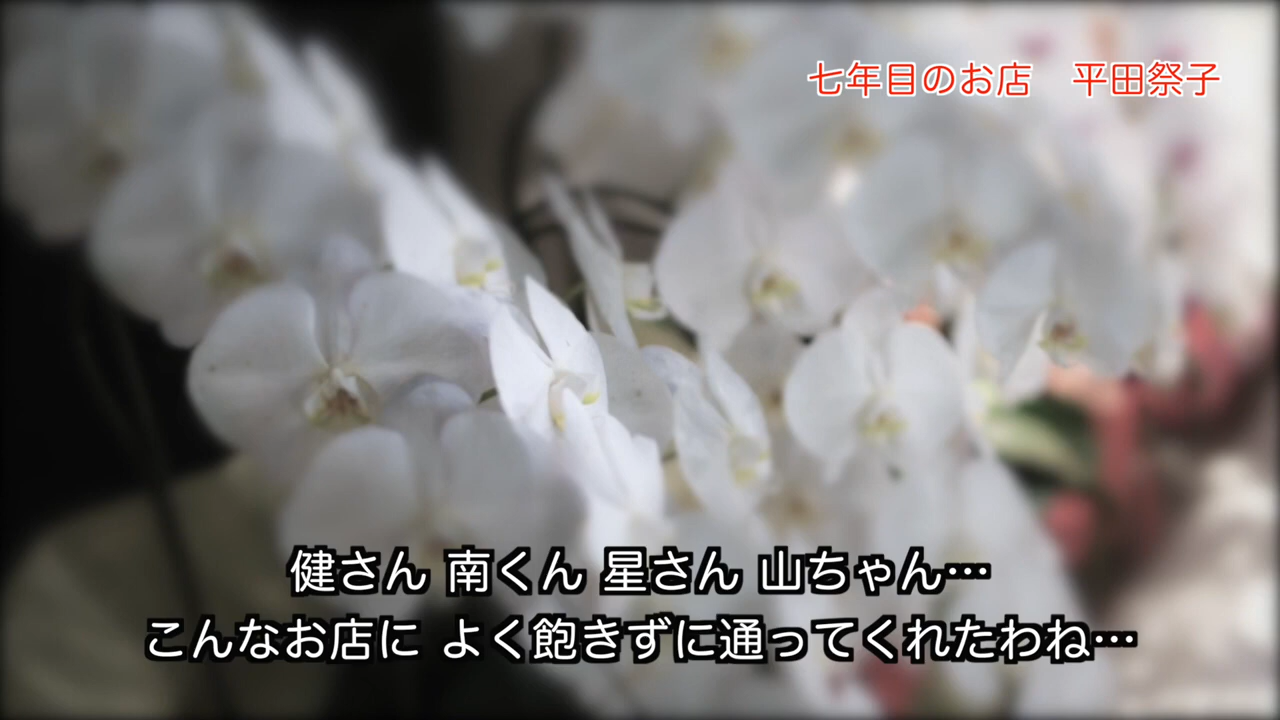 七年目のお店　平田祭子
健さん 南くん 星さん 山ちゃん…
こんなお店に よく飽きずに通ってくれたわね…